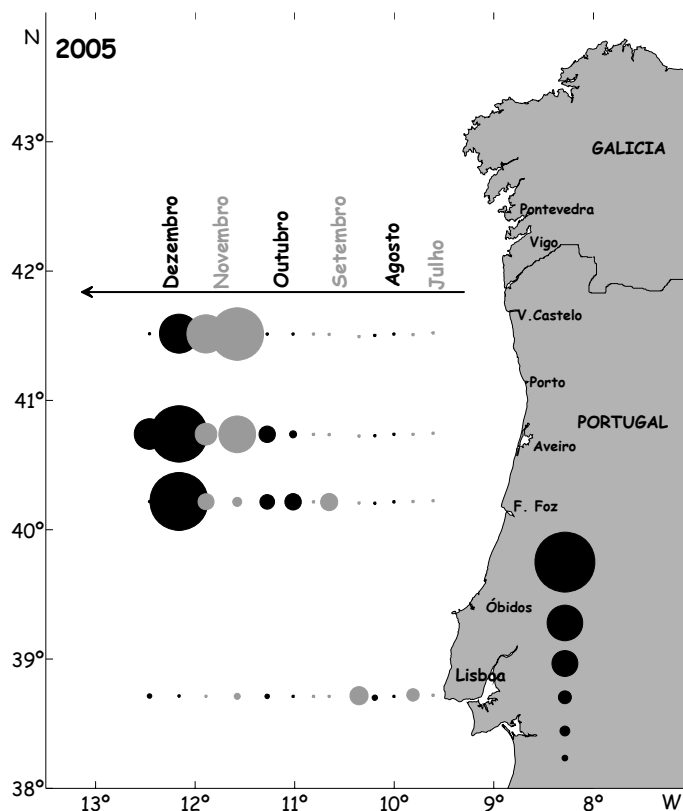 N
2005
43°
GALICIA
Pontevedra
Vigo
Dezembro
Novembro
Outubro
Setembro
Agosto
Julho
42°
V.Castelo
41°
Porto
PORTUGAL
Aveiro
F. Foz
40°
Óbidos
39°
Lisboa
38°
13°
12°
11°
10°
9°
8°
W